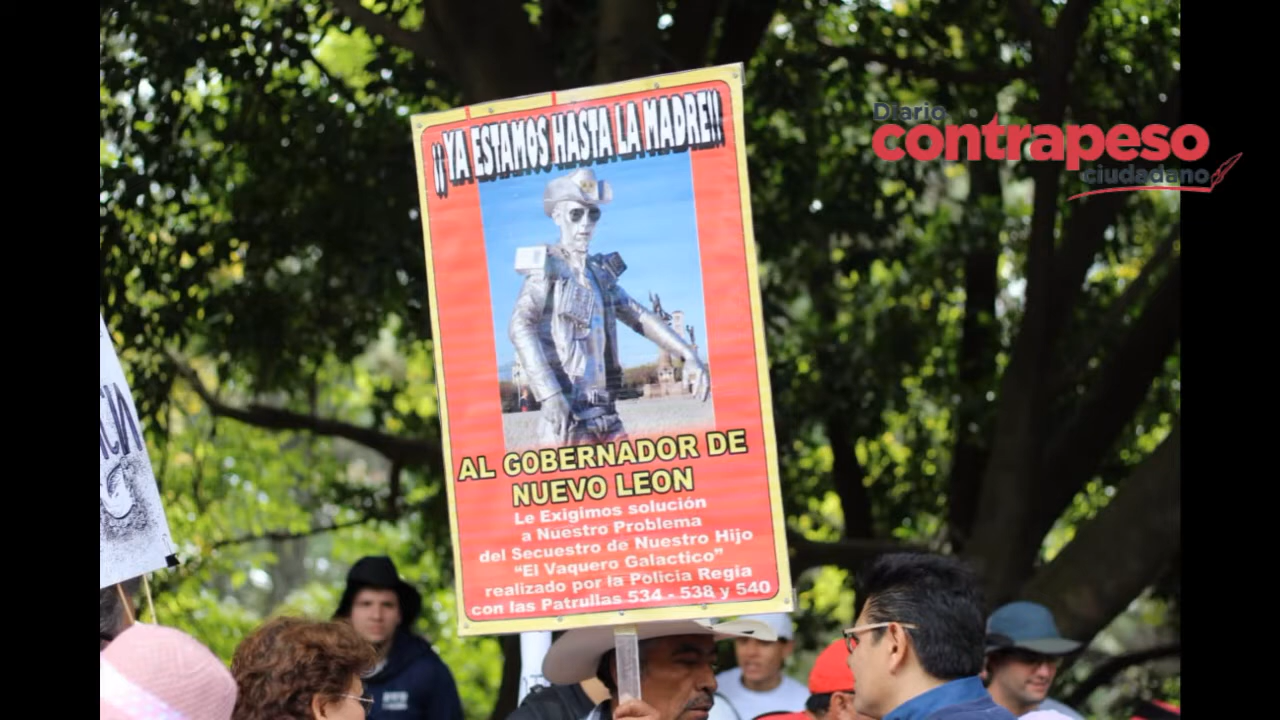 Diario
contrapeso
ciudadano
¡¡YA ESTAMOS HASTA LA MADRE!!
AL GOBERNADOR DE
NUEVO LEON
Le Exigimos solución
a Nuestro Problema
del Secuestro de Nuestro Hijo
"El Vaquero Galactico"
realizado por la Policía Regia
con las Patrullas 534 - 538 y 540